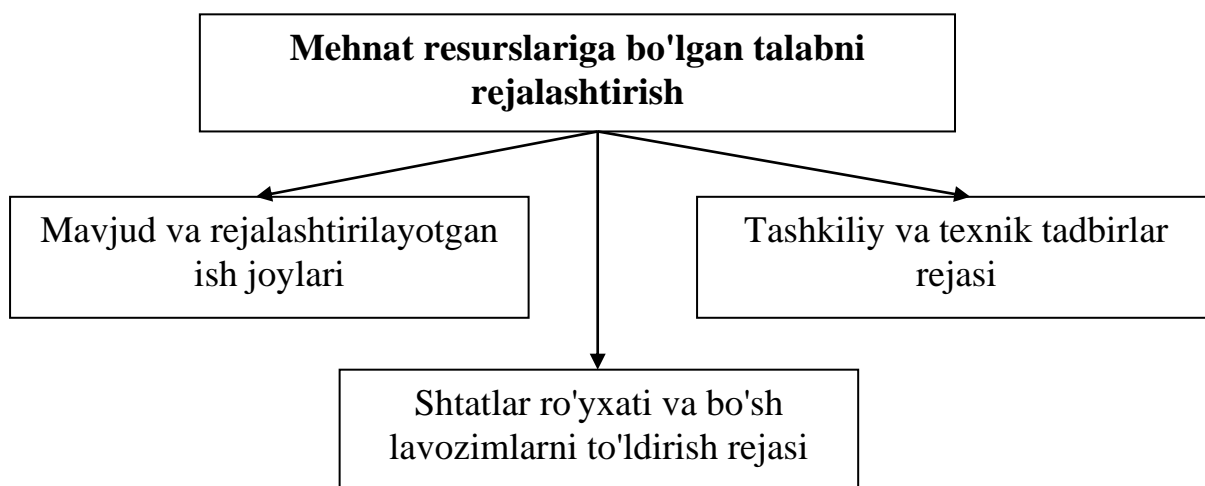 Mehnat resurslariga bo'lgan talabni
rejalashtirish
Mavjud va rejalashtirilayotgan
ish joylari
Tashkiliy va texnik tadbirlar
rejasi
Shtatlar ro'yxati va bo'sh
lavozimlarni to'ldirish rejasi